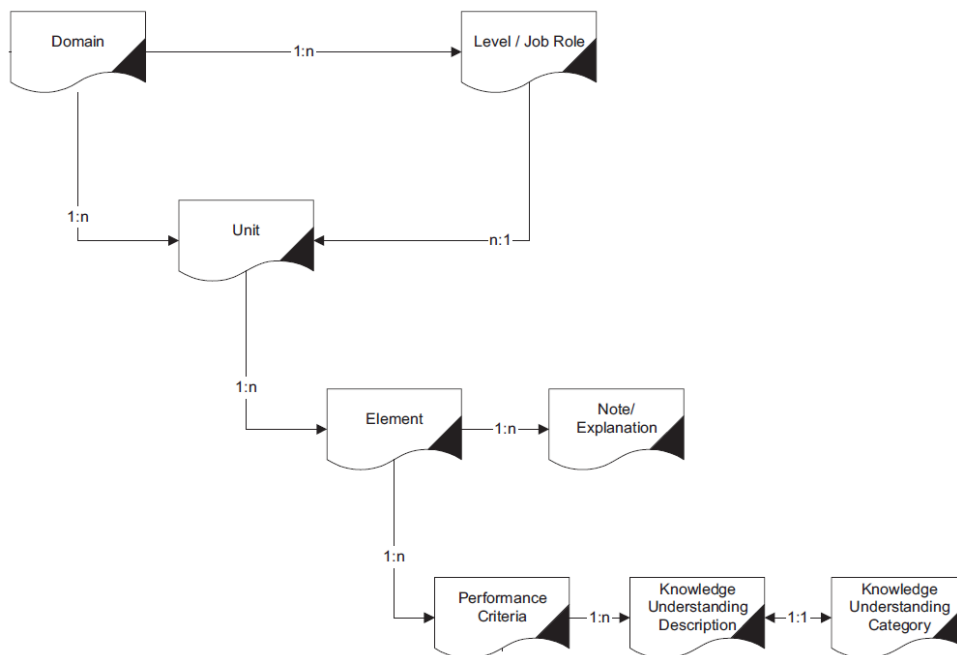 Domain
1:n
Level / Job Role
1:n
Unit
n:1
1:n
Element
1:n
Note/
Explanation
1:n
Performance
Criteria
1:n
Knowledge
Understanding
Description
1:1
Knowledge
Understanding
Category